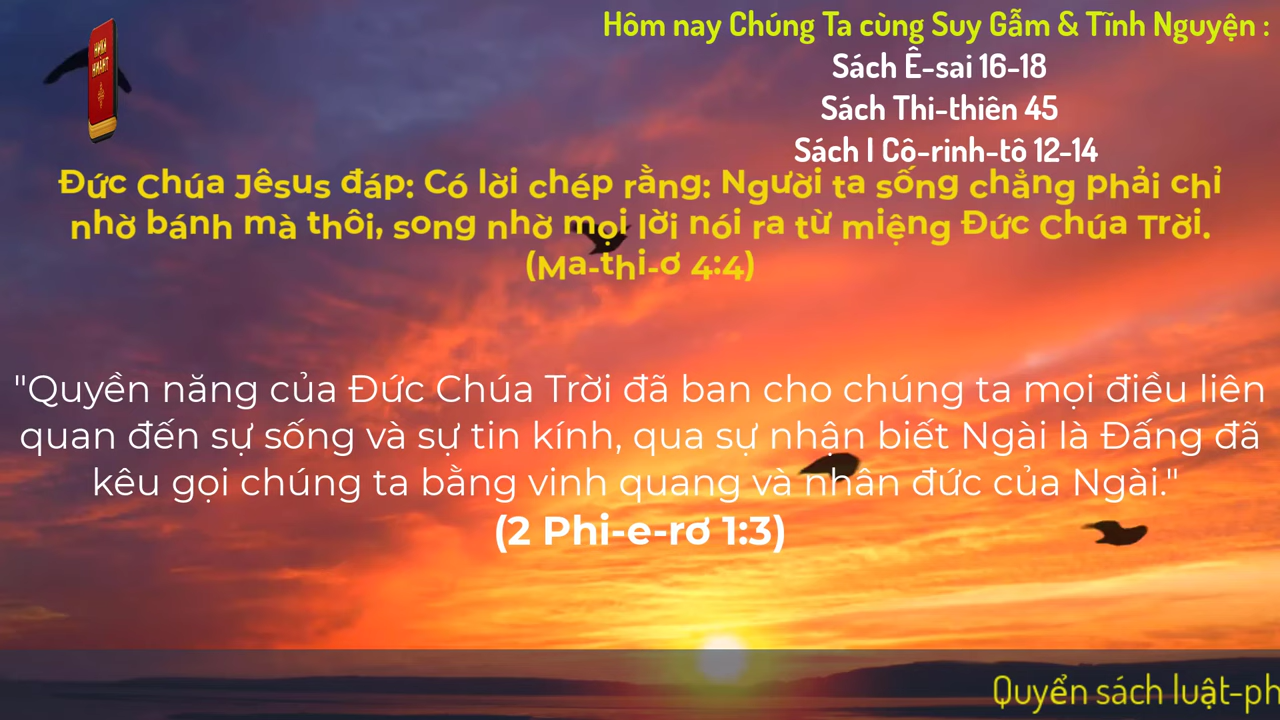 Hôm nay Chúng Ta cùng Suy Gẫm & Tĩnh Nguyện :
Sách Ê-sai 16-18
Sách Thi-thiên 45
Sách I Cô-rinh-tô 12-14
Đức Chúa Jêsus đáp: Có lời chép rằng: Người ta sống chẳng phải chỉ
nhờ bánh mà thôi, song nhờ mọi lời nói ra từ miệng Đức Chúa Trời.
(Ma-thi-ơ 4:4)
"Quyền năng của Đức Chúa Trời đã ban cho chúng ta mọi điều liên
quan đến sự sống và sự tin kính, qua sự nhận biết Ngài là Đấng đã
kêu gọi chúng ta bằng vinh quang và nhân đức của Ngài."
(2 Phi-e-rơ 1:3)
Quyển sách luật-ph